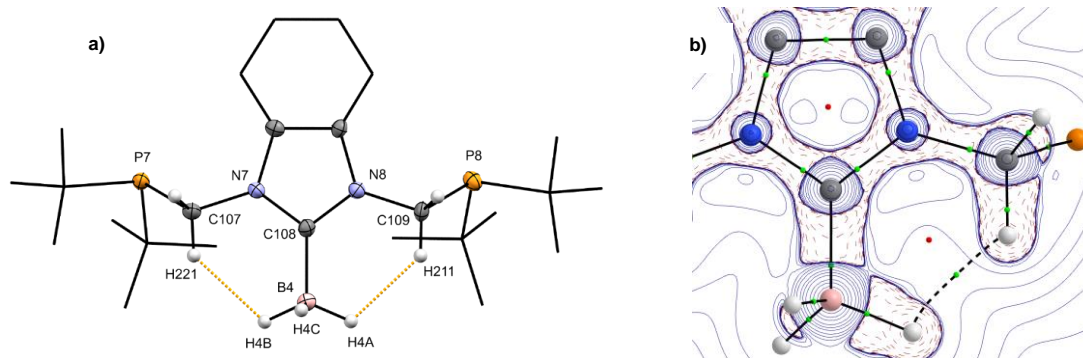 a)
b)
P7
P8
N7
N8
C107
C108
C109
H221
H211
B4
H4B
H4C
H4A